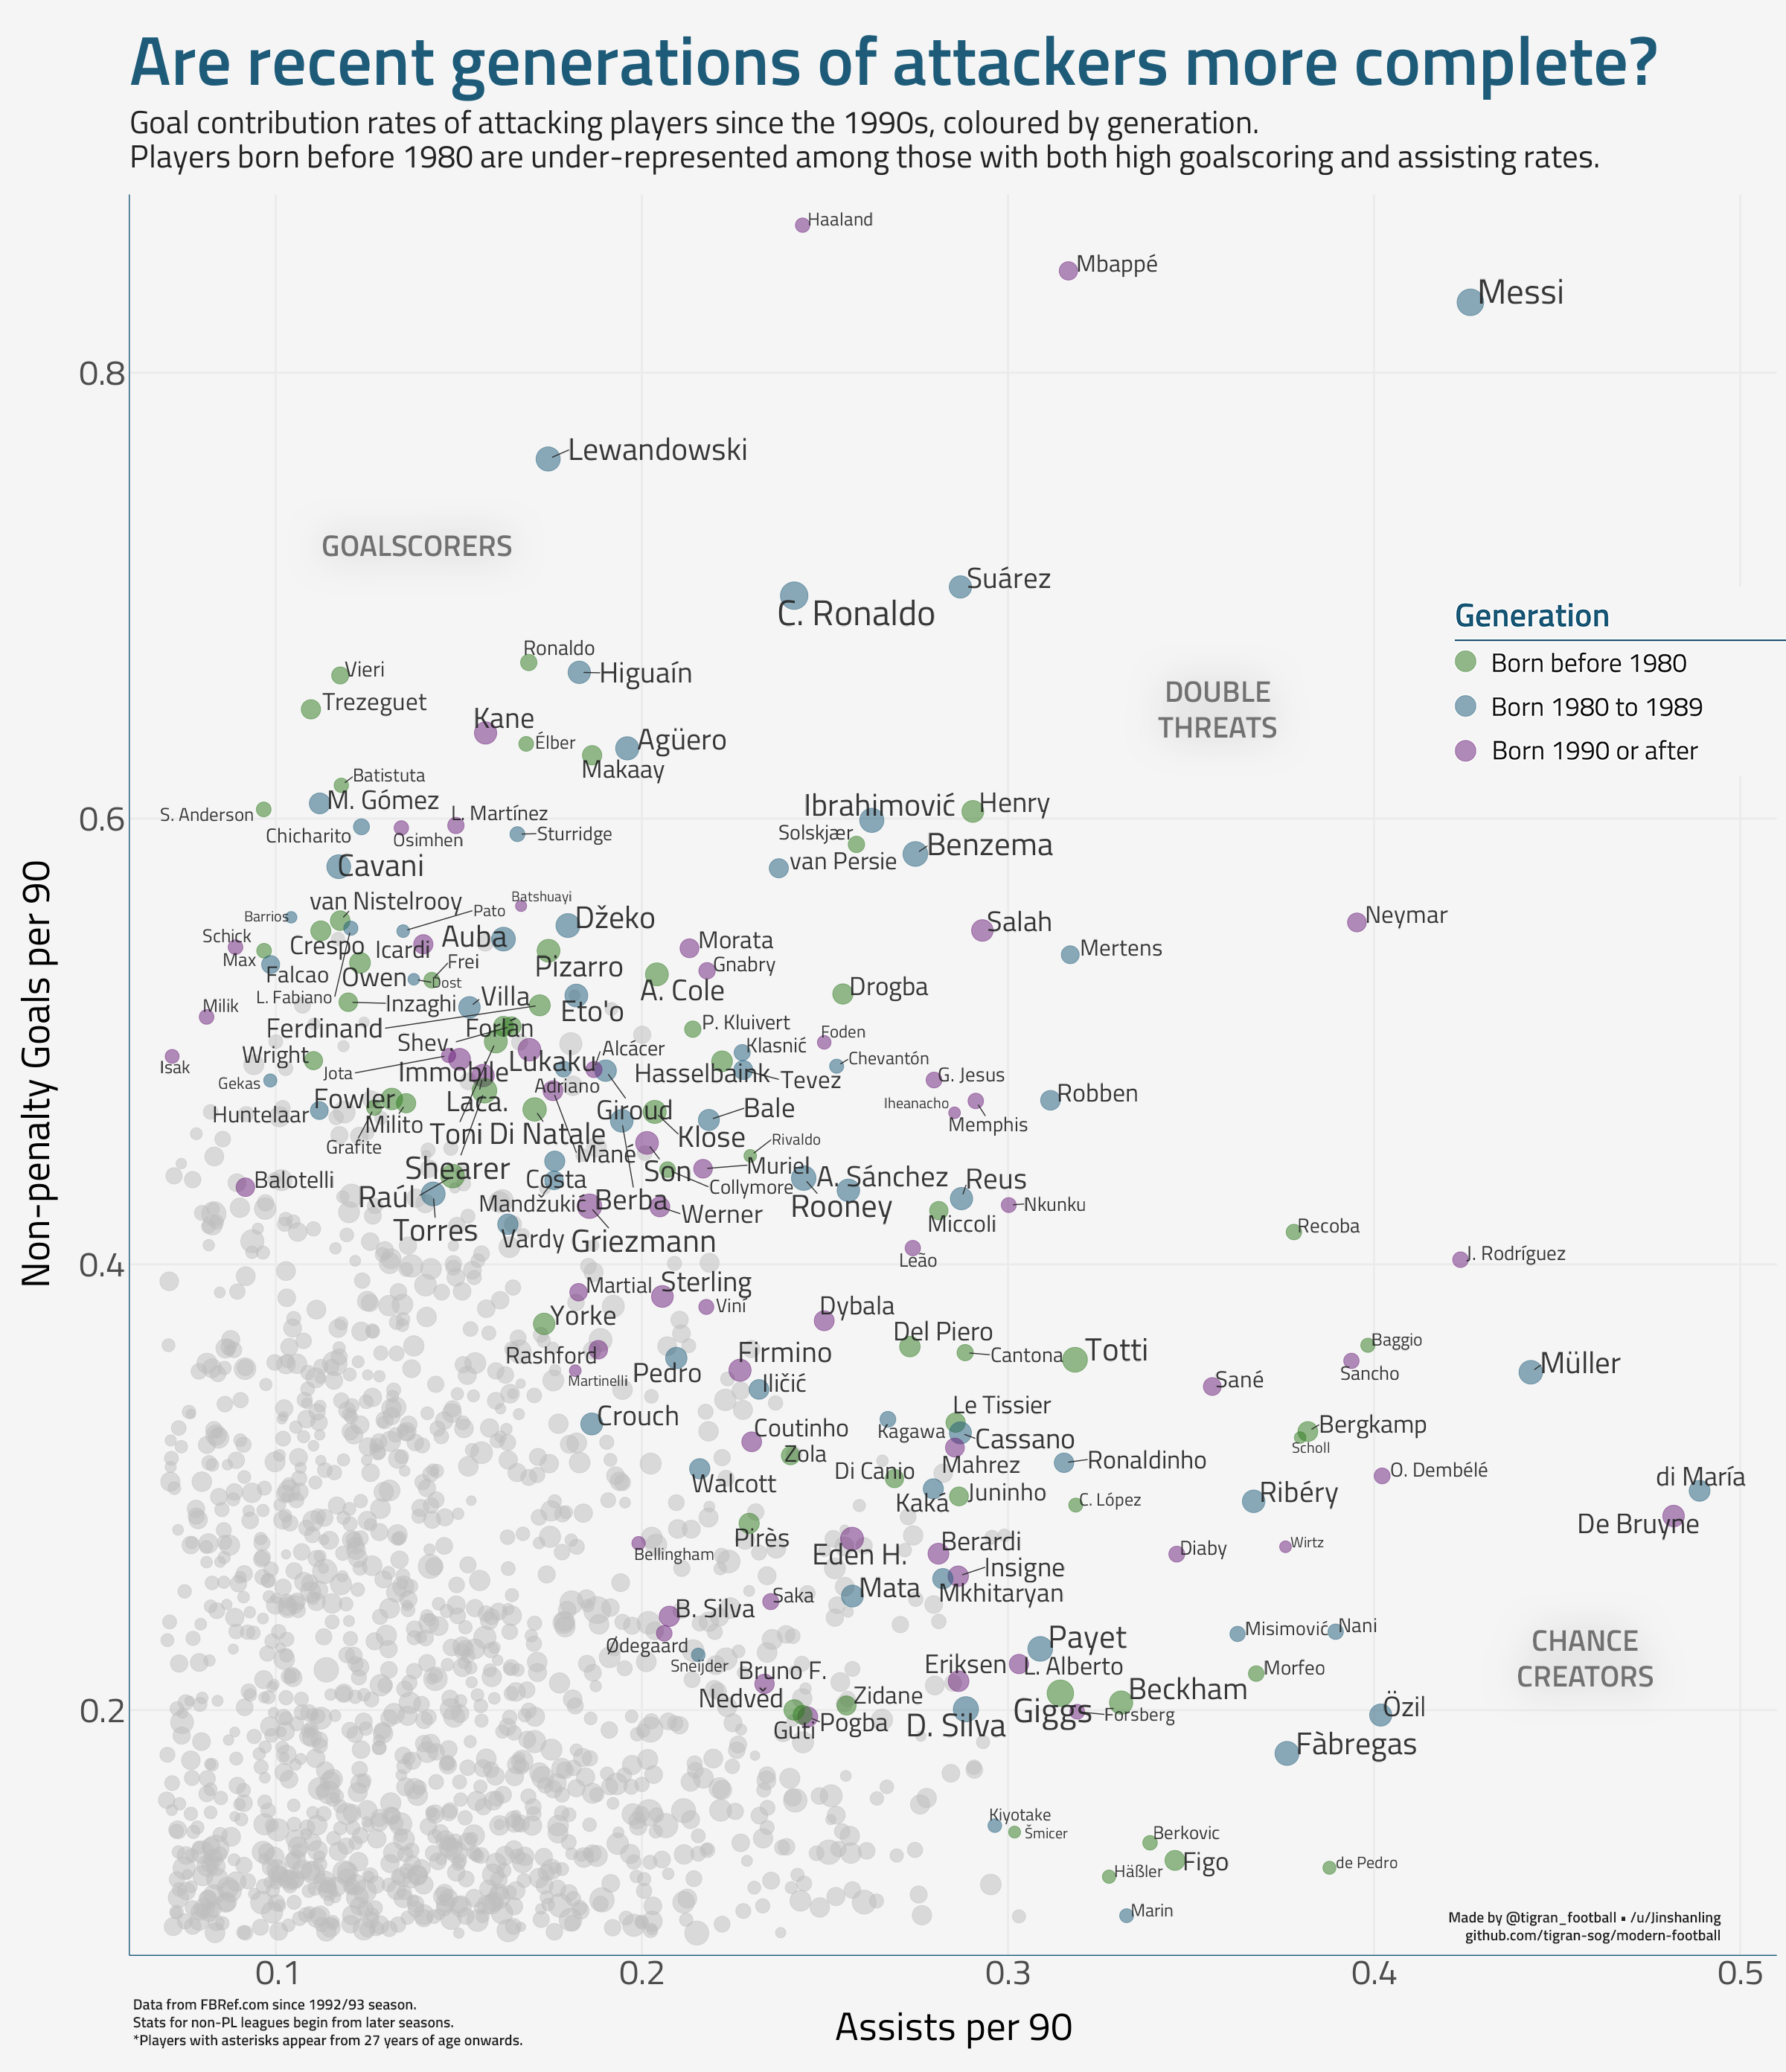 Are recent generations of attackers more complete?
Goal contribution rates of attacking players since the 1990s, coloured by generation.
Players born before 1980 are under-represented among those with both high goalscoring and assisting rates.
Haaland
Mbappé
Messi
0.8
Lewandowski
GOALSCORERS
Suárez
C. Ronaldo
Generation
Born before 1980
Born 1980 to 1989
Born 1990 or after
Ronaldo
Vieri
Higuaín
DOUBLE
THREATS
Trezeguet
Kane
Élber
Agüero
Makaay
Batistuta
M. Gómez
S. Anderson
L. Martínez
Ibrahimović
Henry
0.6
Chicharito
Osimhen
Sturridge
Solskjær
Benzema
van Persie
Cavani
van Nistelrooy
Batshuayi
Barrios
Pato
Džeko
Salah
Neymar
Schick
Crespo
Icardi
Auba
Morata
Mertens
Max
Falcao
Owen
Frei
Pizarro
Gnabry
L. Fabiano
Dost
A. Cole
Drogba
Milik
Inzaghi
Villa
Eto'o
Ferdinand
Forlán
P. Kluivert
Foden
Shev.
Klasnić
Isak
Wright
Lukaku
Alcácer
Chevantón
Jota
Immobile
Hasselbaink
Tevez
G. Jesus
Gekas
Adriano
Huntelaar
Fowler
Laca.
Giroud
Bale
Iheanacho
Robben
Milito
Memphis
Grafite
Toni
Di Natale
Klose
Rivaldo
Mané
Balotelli
Shearer
Son
Muriel
A. Sánchez
Reus
Raúl
Costa
Collymore
Mandžukić
Berba
Werner
Rooney
Nkunku
Torres
Vardy
Griezmann
Miccoli
Recoba
Leão
J. Rodríguez
0.4
Martial
Sterling
Vini
Dybala
Yorke
Del Piero
Baggio
Rashford
Firmino
Cantona
Totti
Müller
Martinelli
Pedro
Iličić
Sané
Sancho
Crouch
Le Tissier
Coutinho
Kagawa
Cassano
Bergkamp
Scholl
Zola
Mahrez
Ronaldinho
Walcott
Di Canio
O. Dembélé
di María
Kaká
Juninho
C. López
Ribéry
De Bruyne
Pirès
Bellingham
Eden H.
Berardi
Diaby
Wirtz
Insigne
Mata
Mkhitaryan
Saka
B. Silva
Ødegaard
Payet
Misimović
Nani
CHANCE
CREATORS
Sneijder
Bruno F.
Eriksen
L. Alberto
Morfeo
Nedvěd
Zidane
Beckham
0.2
Guti
Pogba
D. Silva
Giggs
Forsberg
Özil
Fàbregas
Kiyotake
Šmicer
Berkovic
Figo
de Pedro
Häßler
Marin
Non-penalty Goals per 90
Made by @tigran_football ▪ /u/Jinshanling
github.com/tigran-sog/modern-football
0.1
0.2
0.3
0.4
0.5
Assists per 90
Data from FBRef.com since 1992/93 season.
Stats for non-PL leagues begin from later seasons.
*Players with asterisks appear from 27 years of age onwards.